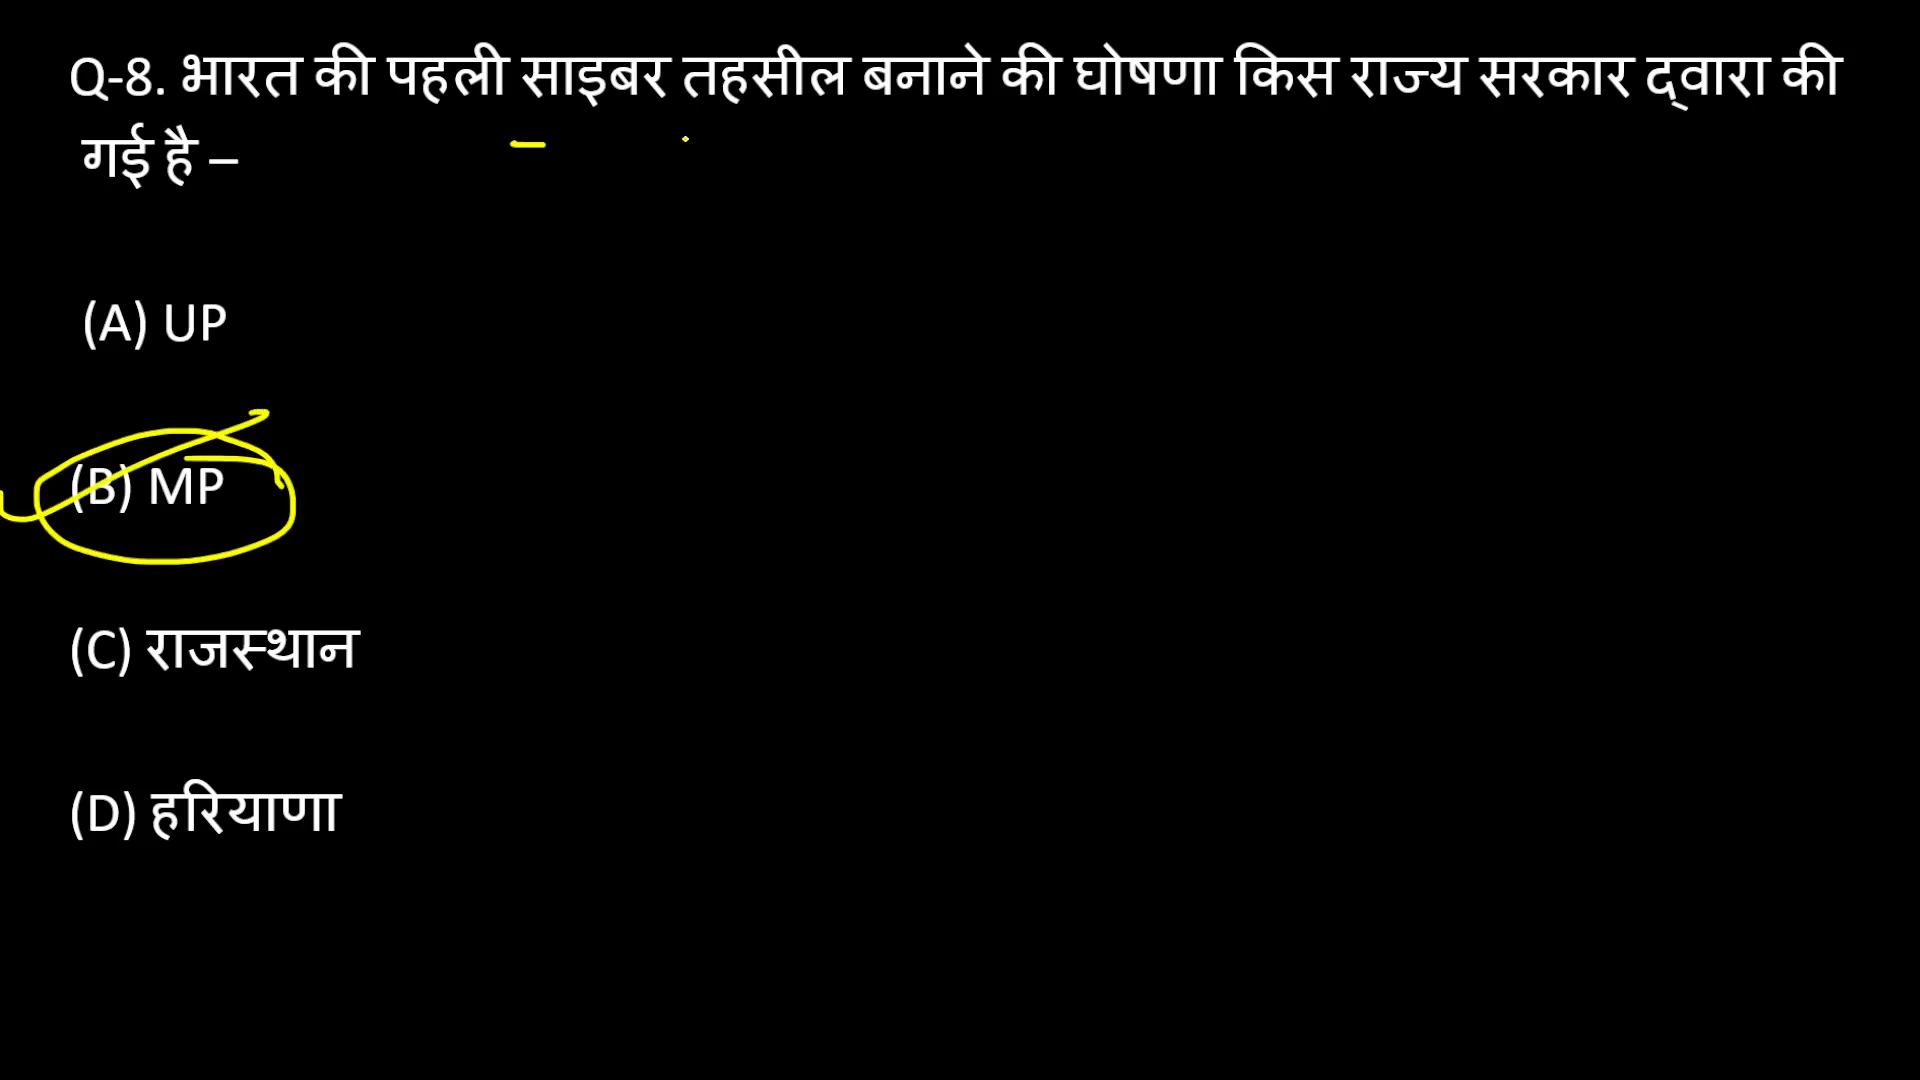 Q-8. भारत की पहली साइबर तहसील बनाने की घोषणा किस राज्य सरकार द्वारा की
गई है –
(A) UP
(B) MP
(C) राजस्थान
(D) हरियाणा